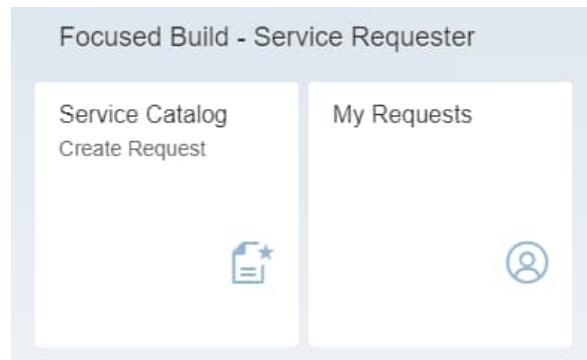 Focused Build - Service Requester
Service Catalog
Create Request
My Requests